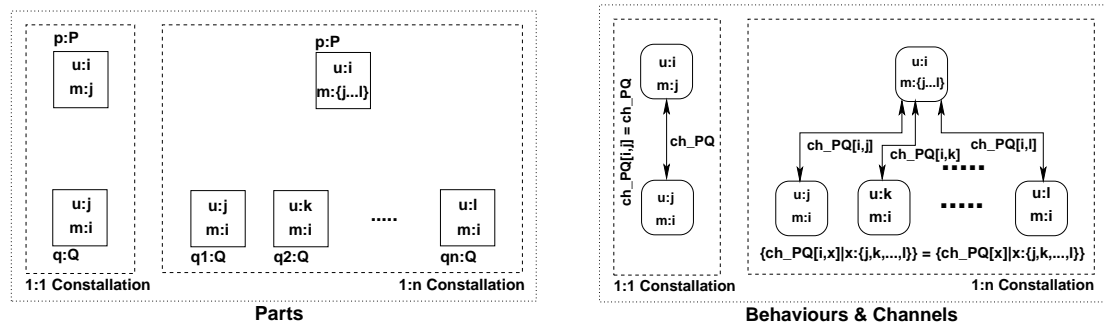 p:P
u:i
m:j
u:j
m:i
q:Q
1:1 Constallation
p:P
u:i
m:{j...l}
u:j
m:i
q1:Q
u:k
m:i
q2:Q
.....
u:l
m:i
qn:Q
1:n Constallation
Parts
u:i
m:j
ch_PQ[i,j] = ch_PQ
ch_PQ
u:j
m:i
1:1 Constallation
u:i
m:{j...l}
ch_PQ[i,j]
ch_PQ[i,k]
ch_PQ[i,l]
.....
u:j
m:i
u:k
m:i
.....
u:l
m:i
{ch_PQ[i,x]|x:{j,k,...,l}} = {ch_PQ[x]|x:{j,k,...,l}}
1:n Constallation
Behaviours & Channels